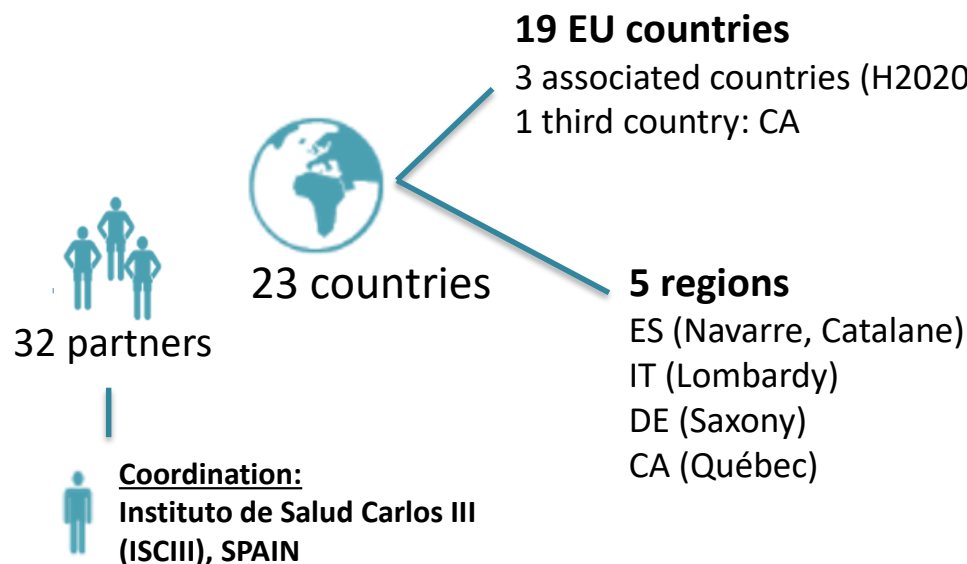 19 EU countries
3 associated countries (H2020
1 third country: CA
23 countries
32 partners
5 regions
ES (Navarre, Catalane)
IT (Lombardy)
DE (Saxony)
CA (Québec)
Coordination:
Instituto de Salud Carlos III
(ISCIII), SPAIN